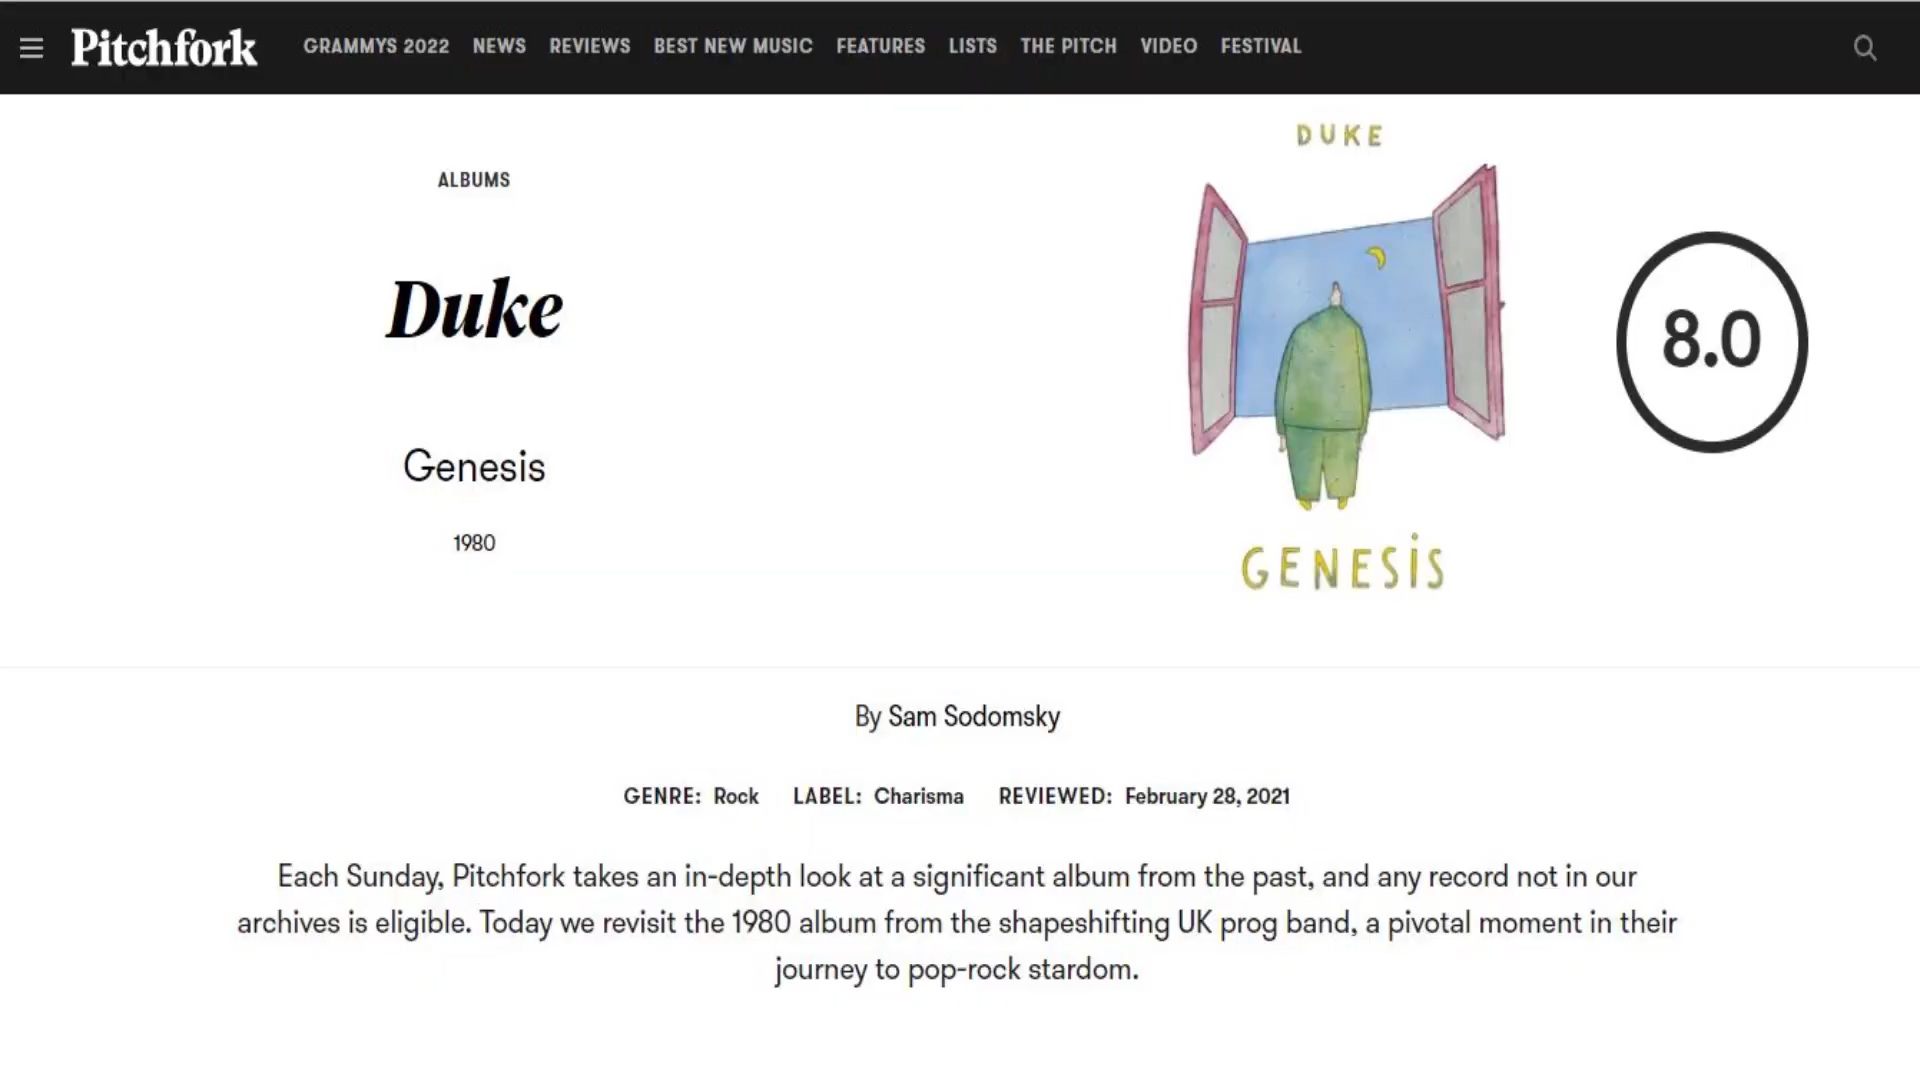 Pitchfork GRAMMYS 2022 NEWS REVIEWS BEST NEW MUSIC FEATURES LISTS THE PITCH VIDEO FESTIVAL
ALBUMS
Duke
Genesis
1980
DUKE
GENESIS
8.0
By Sam Sodomsky
GENRE: Rock LABEL: Charisma REVIEWED: February 28, 2021
Each Sunday, Pitchfork takes an in-depth look at a significant album from the past, and any record not in our
archives is eligible. Today we revisit the 1980 album from the shapeshifting UK prog band, a pivotal moment in their
journey to pop-rock stardom.